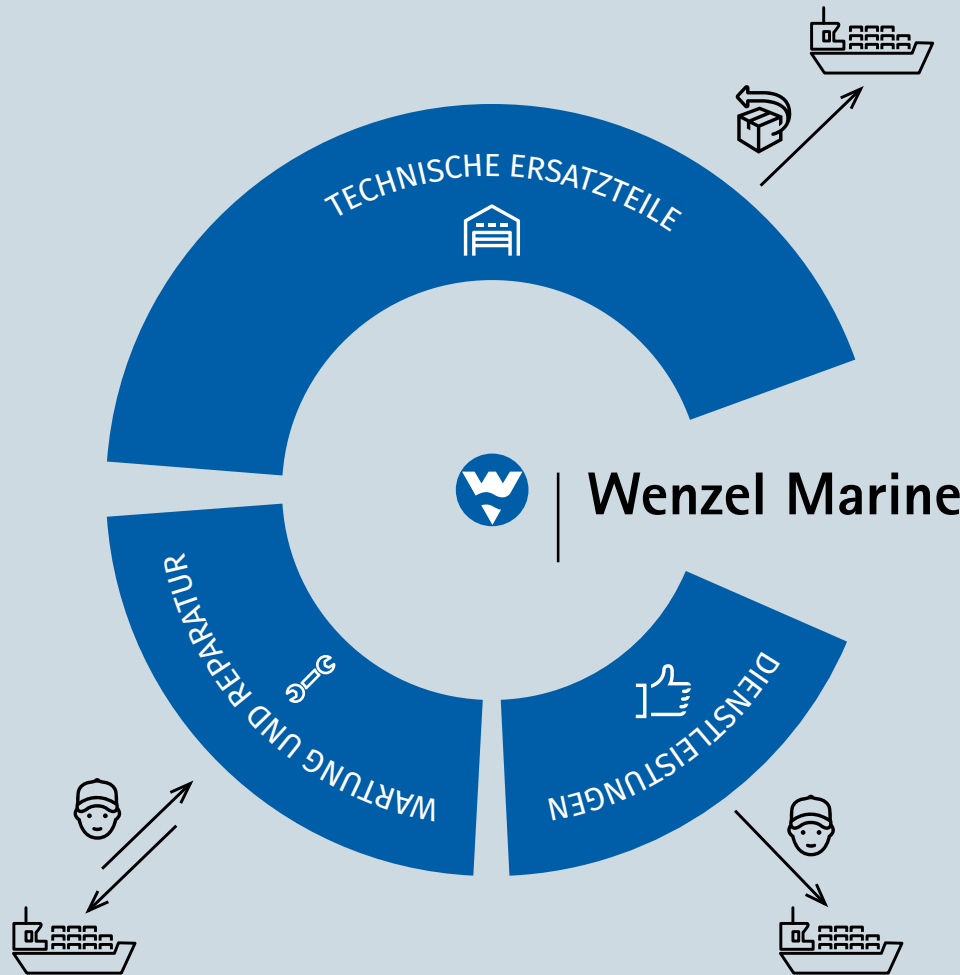 TECHNISCHE ERSATZTEILE
Wenzel Marine
WARTUNG UND REPARATUR
DIENSTLEISTUNGEN